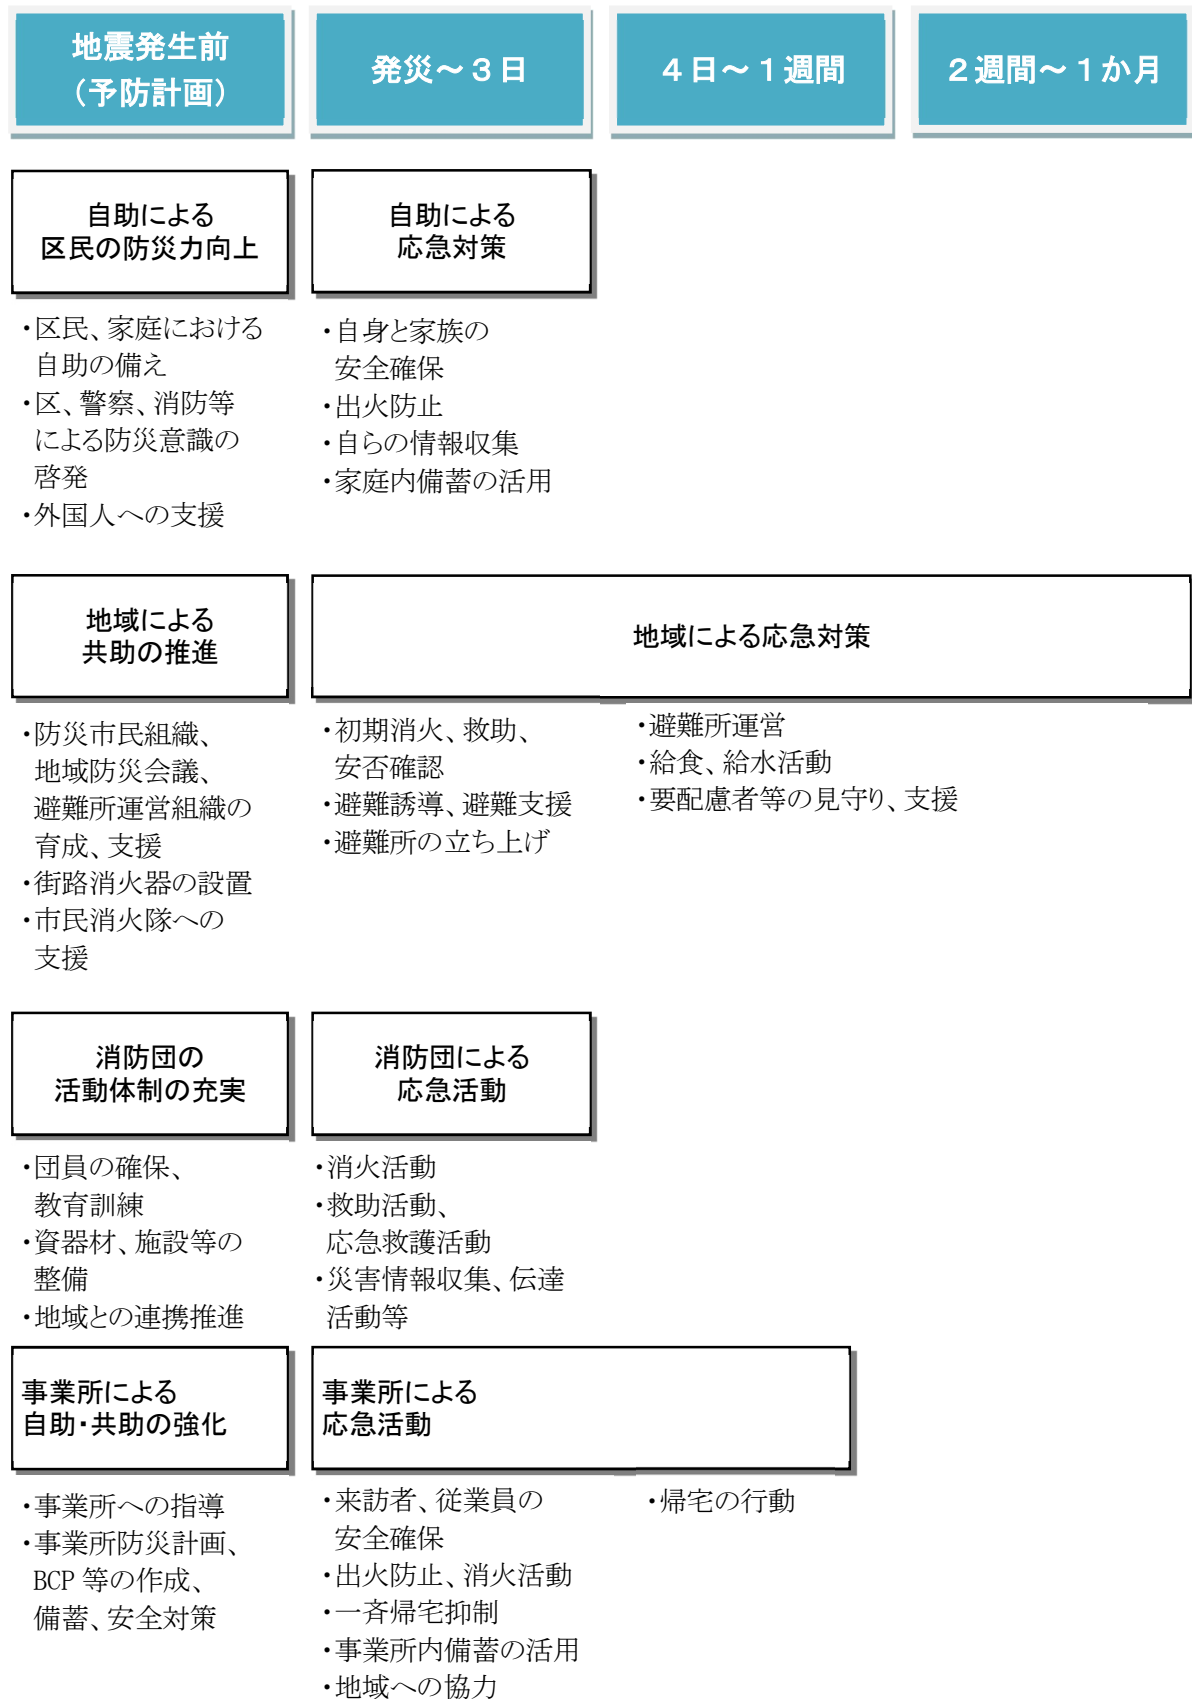 地震発生前
（予防計画）
発災～３日
４日～１週間
２週間～１か月
自助による
区民の防災力向上
自助による
応急対策
・区民、家庭における
自助の備え
・区、警察、消防等
による防災意識の
啓発
・外国人への支援
・自身と家族の
安全確保
・出火防止
・自らの情報収集
・家庭内備蓄の活用
地域による
共助の推進
地域による応急対策
・防災市民組織、
地域防災会議、
避難所運営組織の
育成、支援
・街路消火器の設置
・市民消火隊への
支援
・初期消火、救助、
安否確認
・避難誘導、避難支援
・避難所の立ち上げ
・避難所運営
・給食、給水活動
・要配慮者等の見守り、支援
消防団の
活動体制の充実
消防団による
応急活動
・団員の確保、
教育訓練
・資器材、施設等の
整備
・地域との連携推進
・消火活動
・救助活動、
応急救護活動
・災害情報収集、伝達
活動等
事業所による
自助・共助の強化
事業所による
応急活動
・事業所への指導
・事業所防災計画、
BCP 等の作成、
備蓄、安全対策
・来訪者、従業員の
安全確保
・出火防止、消火活動
・一斉帰宅抑制
・事業所内備蓄の活用
・地域への協力
・帰宅の行動